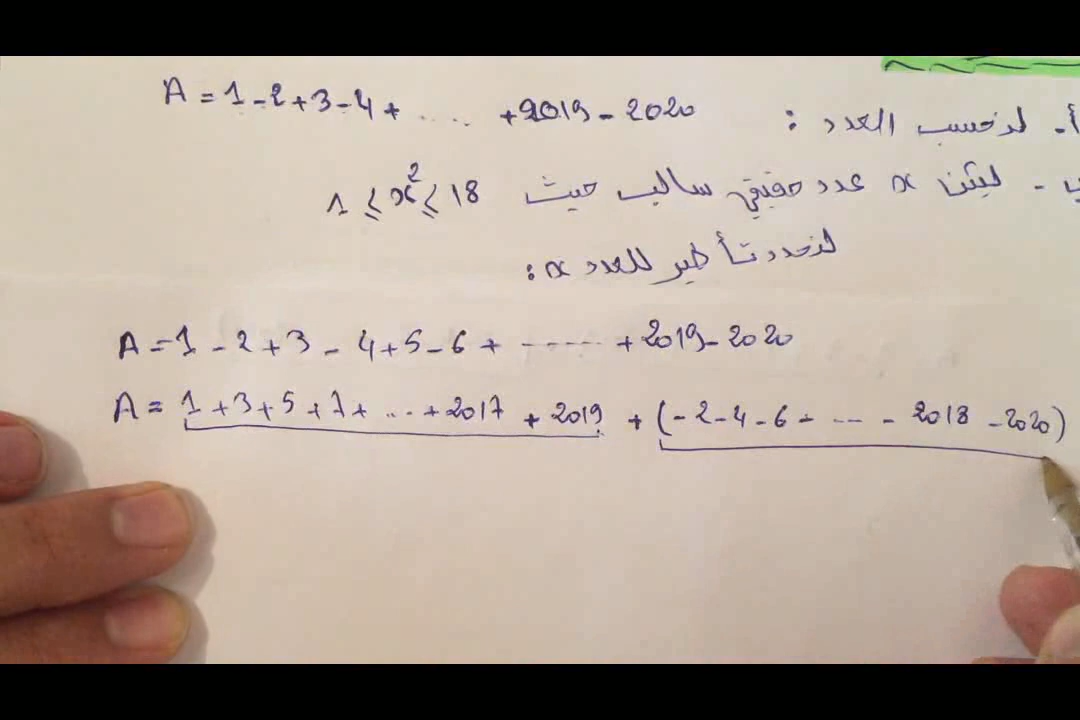 أ- لنحسب العدد : A = 1 - 2 + 3 - 4 + ..... + 2019 - 2020
ب - ليكن x عدد حقيقي سالب حيث 1 ≤ x² ≤ 18
لنحدد تأطير للعدد x :
A = 1 - 2 + 3 - 4 + 5 - 6 + ------ + 2019 - 2020
A = 1 + 3 + 5 + 7 + ... + 2017 + 2019 + (- 2 - 4 - 6 - ---- - 2018 - 2020)